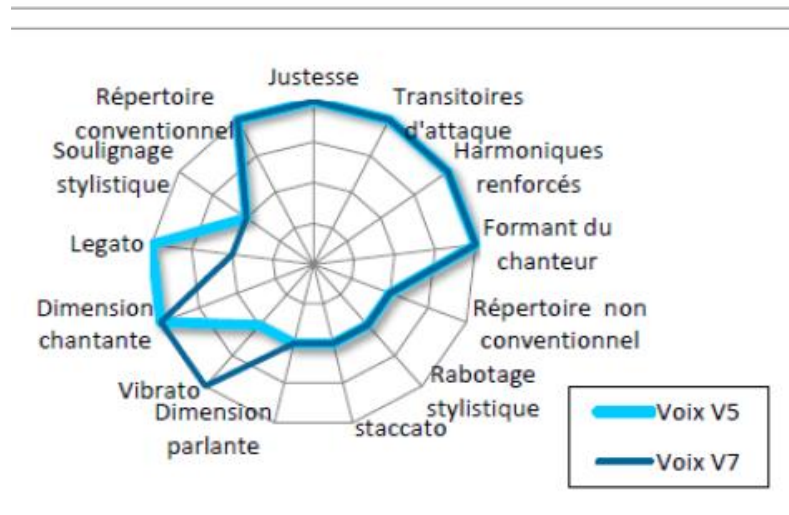 Justesse
Transitoires
d'attaque
Harmoniques
renforcés
Formant du
chanteur
Répertoire non
conventionnel
Rabotage
stylistique
staccato
Dimension
parlante
Vibrato
Dimension
chantante
Legato
Soulignage
stylistique
Répertoire
conventionnel
Voix V5
Voix V7